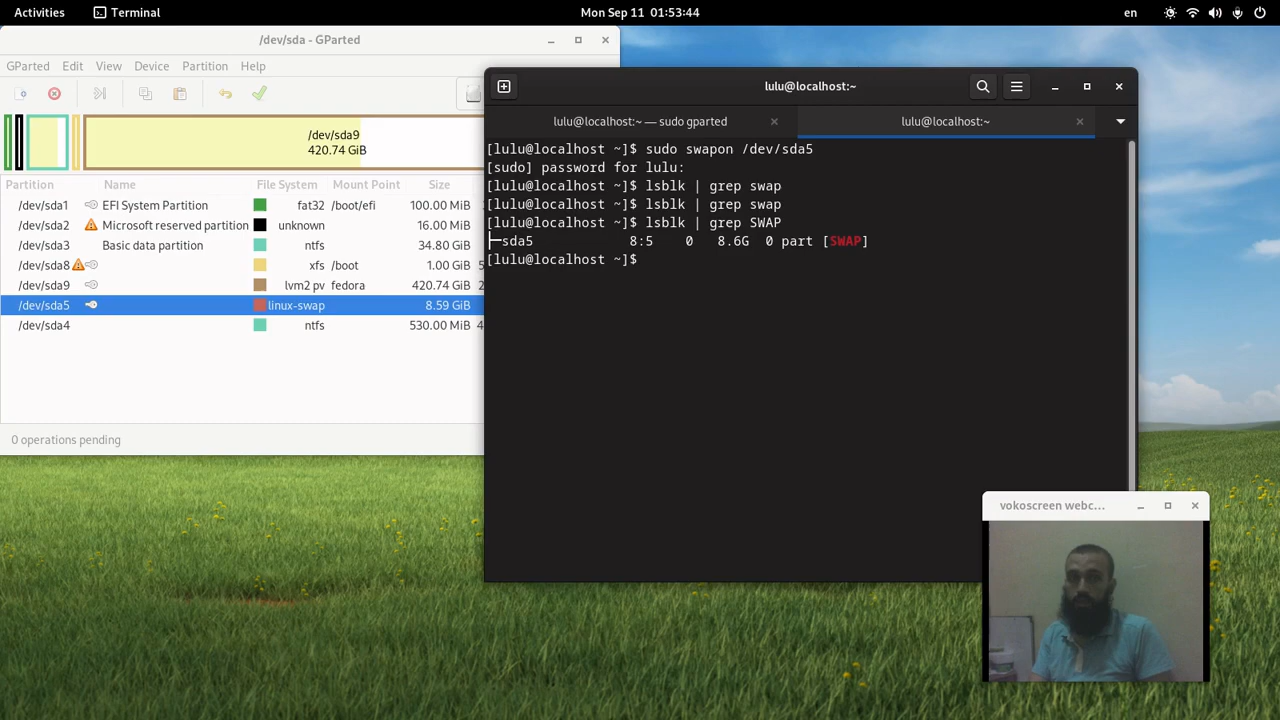 Activities
Terminal
Mon Sep 11 01:53:44
en
/dev/sda - GParted
GParted Edit View Device Partition Help
/dev/sda9
420.74 GiB
Partition Name File System Mount Point Size
/dev/sda1 EFI System Partition fat32 /boot/efi 100.00 MiB
/dev/sda2 Microsoft reserved partition unknown 16.00 MiB
/dev/sda3 Basic data partition ntfs 34.80 GiB
/dev/sda8 xfs /boot 1.00 GiB 5
/dev/sda9 lvm2 pv fedora 420.74 GiB 2
/dev/sda5 linux-swap 8.59 GiB
/dev/sda4 ntfs 530.00 MiB 4
0 operations pending
lulu@localhost:~
lulu@localhost:~ — sudo gparted
lulu@localhost:~
[lulu@localhost ~]$ sudo swapon /dev/sda5
[sudo] password for lulu:
[lulu@localhost ~]$ lsblk | grep swap
[lulu@localhost ~]$ lsblk | grep swap
[lulu@localhost ~]$ lsblk | grep SWAP
├─sda5 8:5 0 8.6G 0 part [SWAP]
[lulu@localhost ~]$
vokoscreen webc...